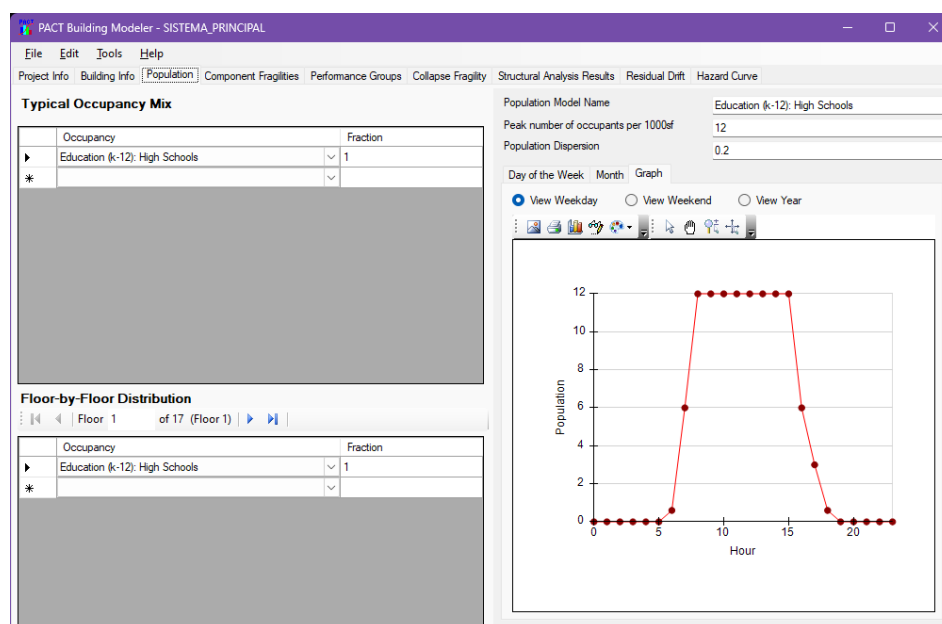 PACT Building Modeler - SISTEMA_PRINCIPAL
File Edit Tools Help
Project Info Building Info Population Component Fragilities Performance Groups Collapse Fragility Structural Analysis Results Residual Drift Hazard Curve
Typical Occupancy Mix
Occupancy Fraction
Education (k-12): High Schools 1
Floor-by-Floor Distribution
Floor 1 of 17 (Floor 1)
Occupancy Fraction
Education (k-12): High Schools 1
Population Model Name Education (k-12): High Schools
Peak number of occupants per 1000sf 12
Population Dispersion 0.2
Day of the Week Month Graph
View Weekday View Weekend View Year
12
10
8
6
4
2
0
Population
0 5 10 15 20
Hour